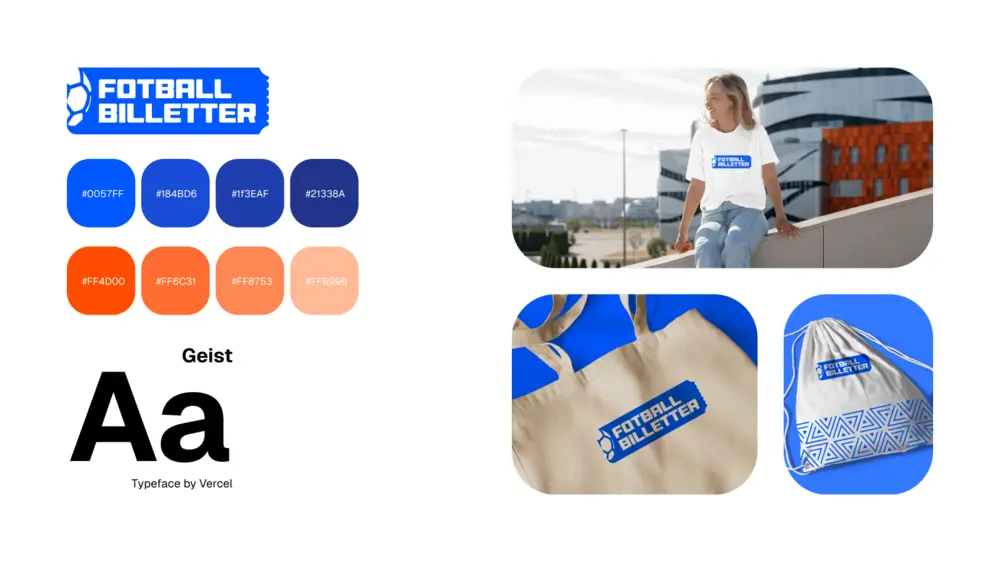 FOTBALL
BILLETTER
#0057FF
#184BD6
#1f3EAF
#21338A
#FF4D00
#FF6C31
#FF8753
#FFB996
Geist
Aa
Typeface by Vercel
FOTBALL
BILLETTER
FOTBALL
BILLETTER
FOTBALL
BILLETTER